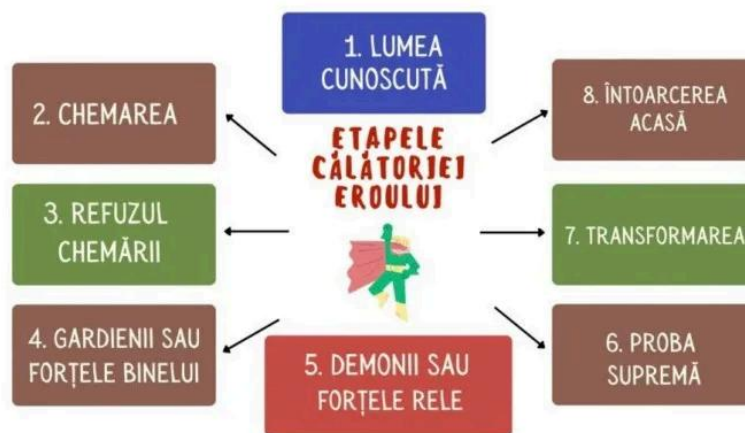 1. LUMEA
CUNOSCUTĂ
2. CHEMAREA
8. ÎNTOARCEREA
ACASĂ
ETAPELE
CĂLĂTORIEI
EROULUI
3. REFUZUL
CHEMĂRII
7. TRANSFORMAREA
4. GARDIENII SAU
FORȚELE BINELUI
5. DEMONII SAU
FORȚELE RELE
6. PROBA
SUPREMĂ